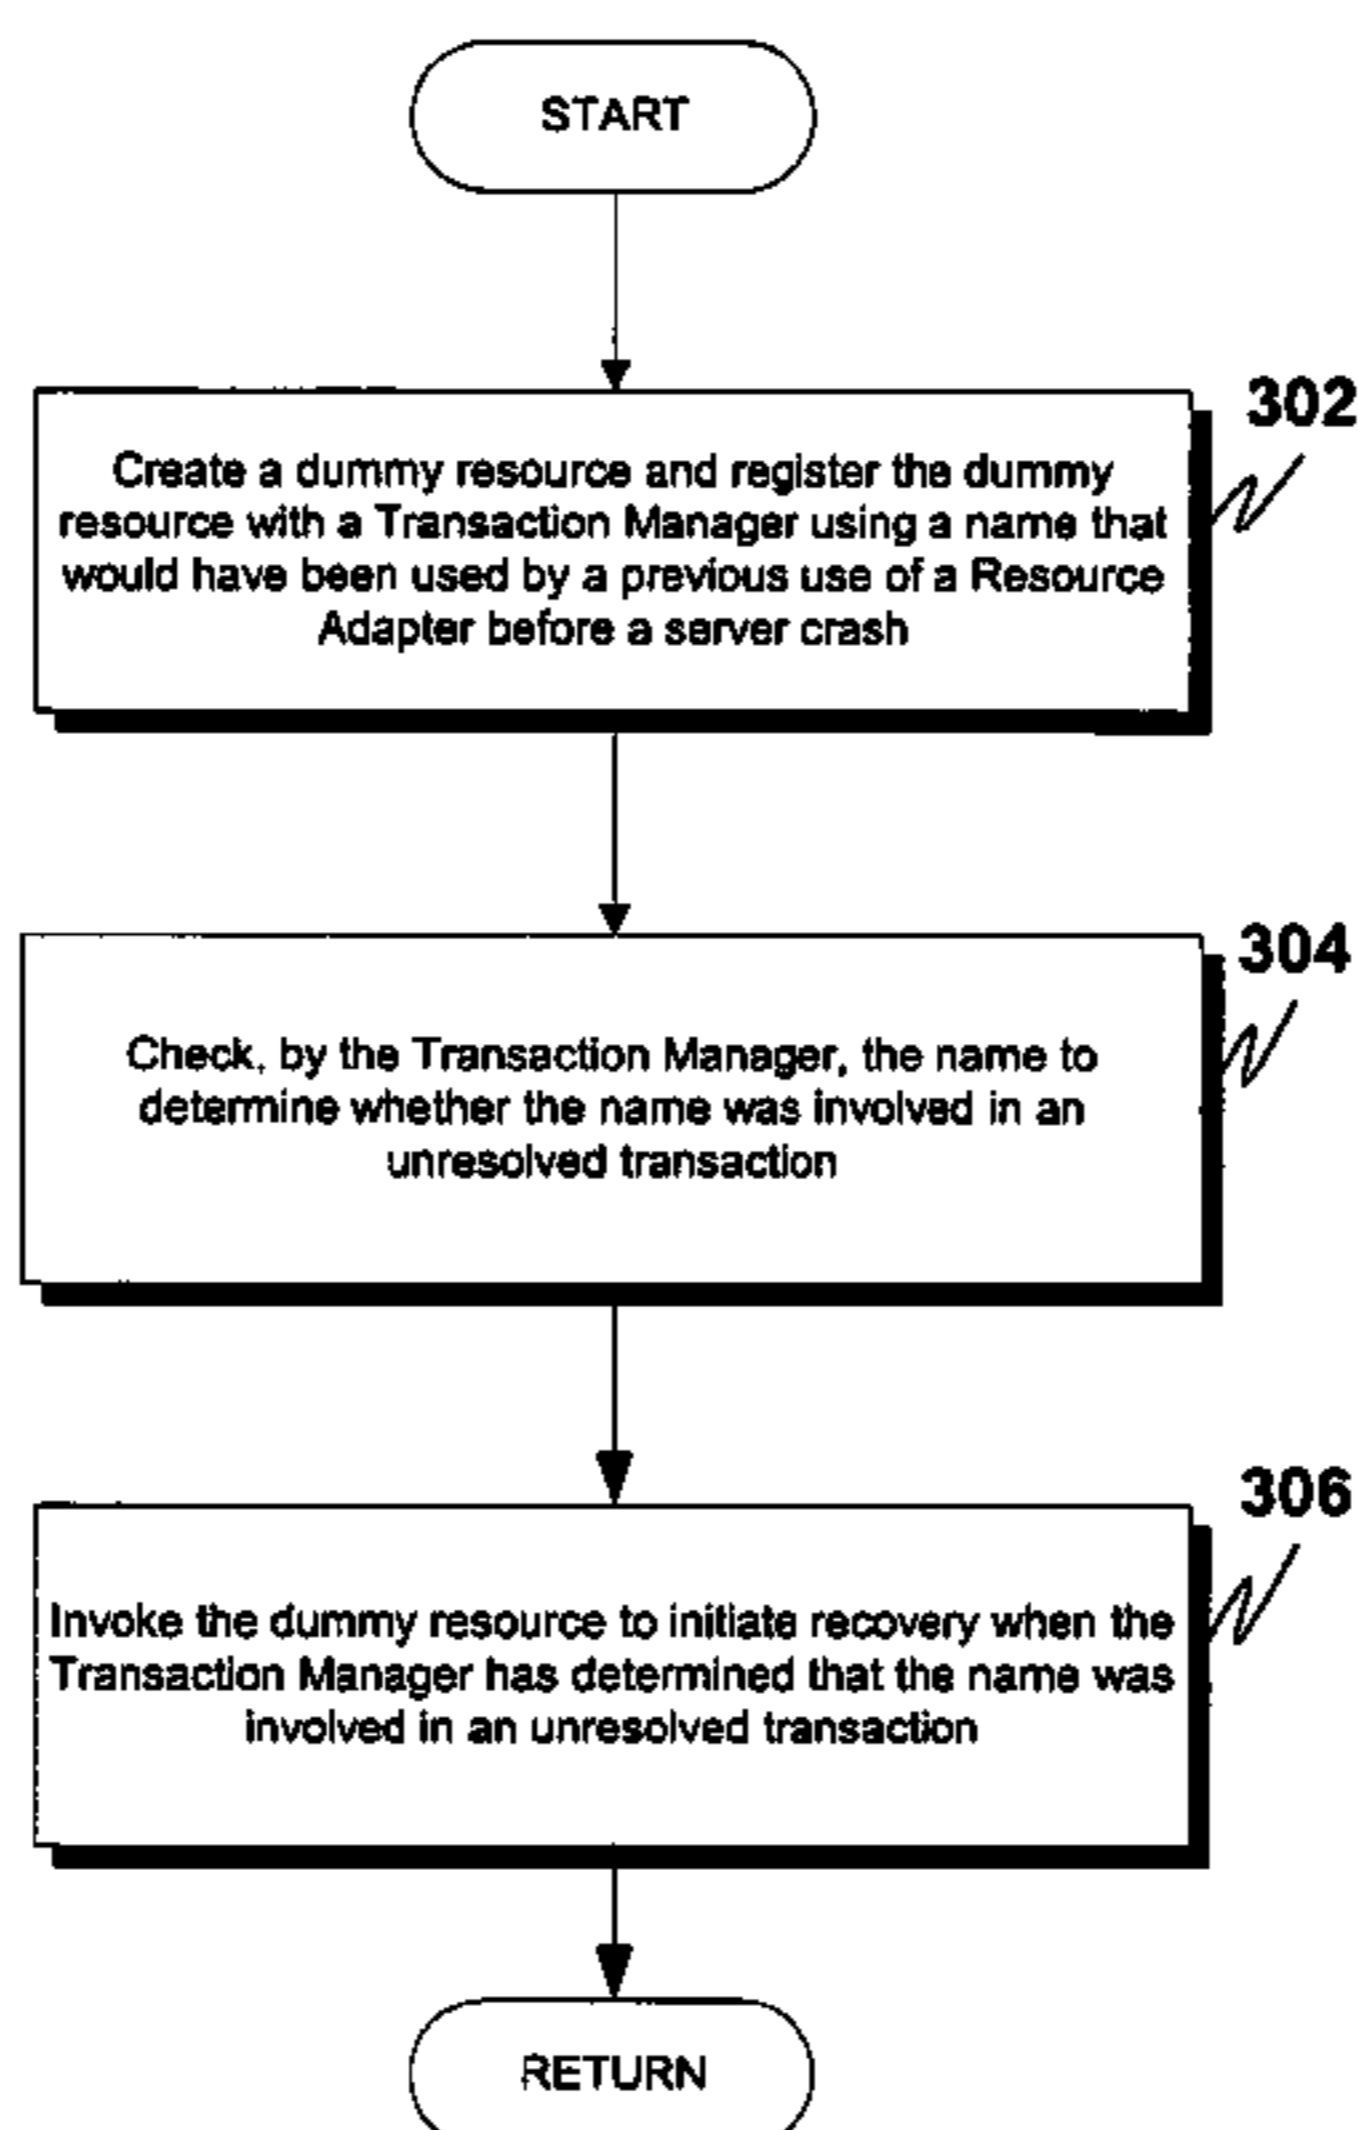 START
302
Create a dummy resource and register the dummy
resource with a Transaction Manager using a name that
would have been used by a previous use of a Resource
Adapter before a server crash
304
Check, by the Transaction Manager, the name to
determine whether the name was involved in an
unresolved transaction
306
Invoke the dummy resource to initiate recovery when the
Transaction Manager has determined that the name was
involved in an unresolved transaction
RETURN